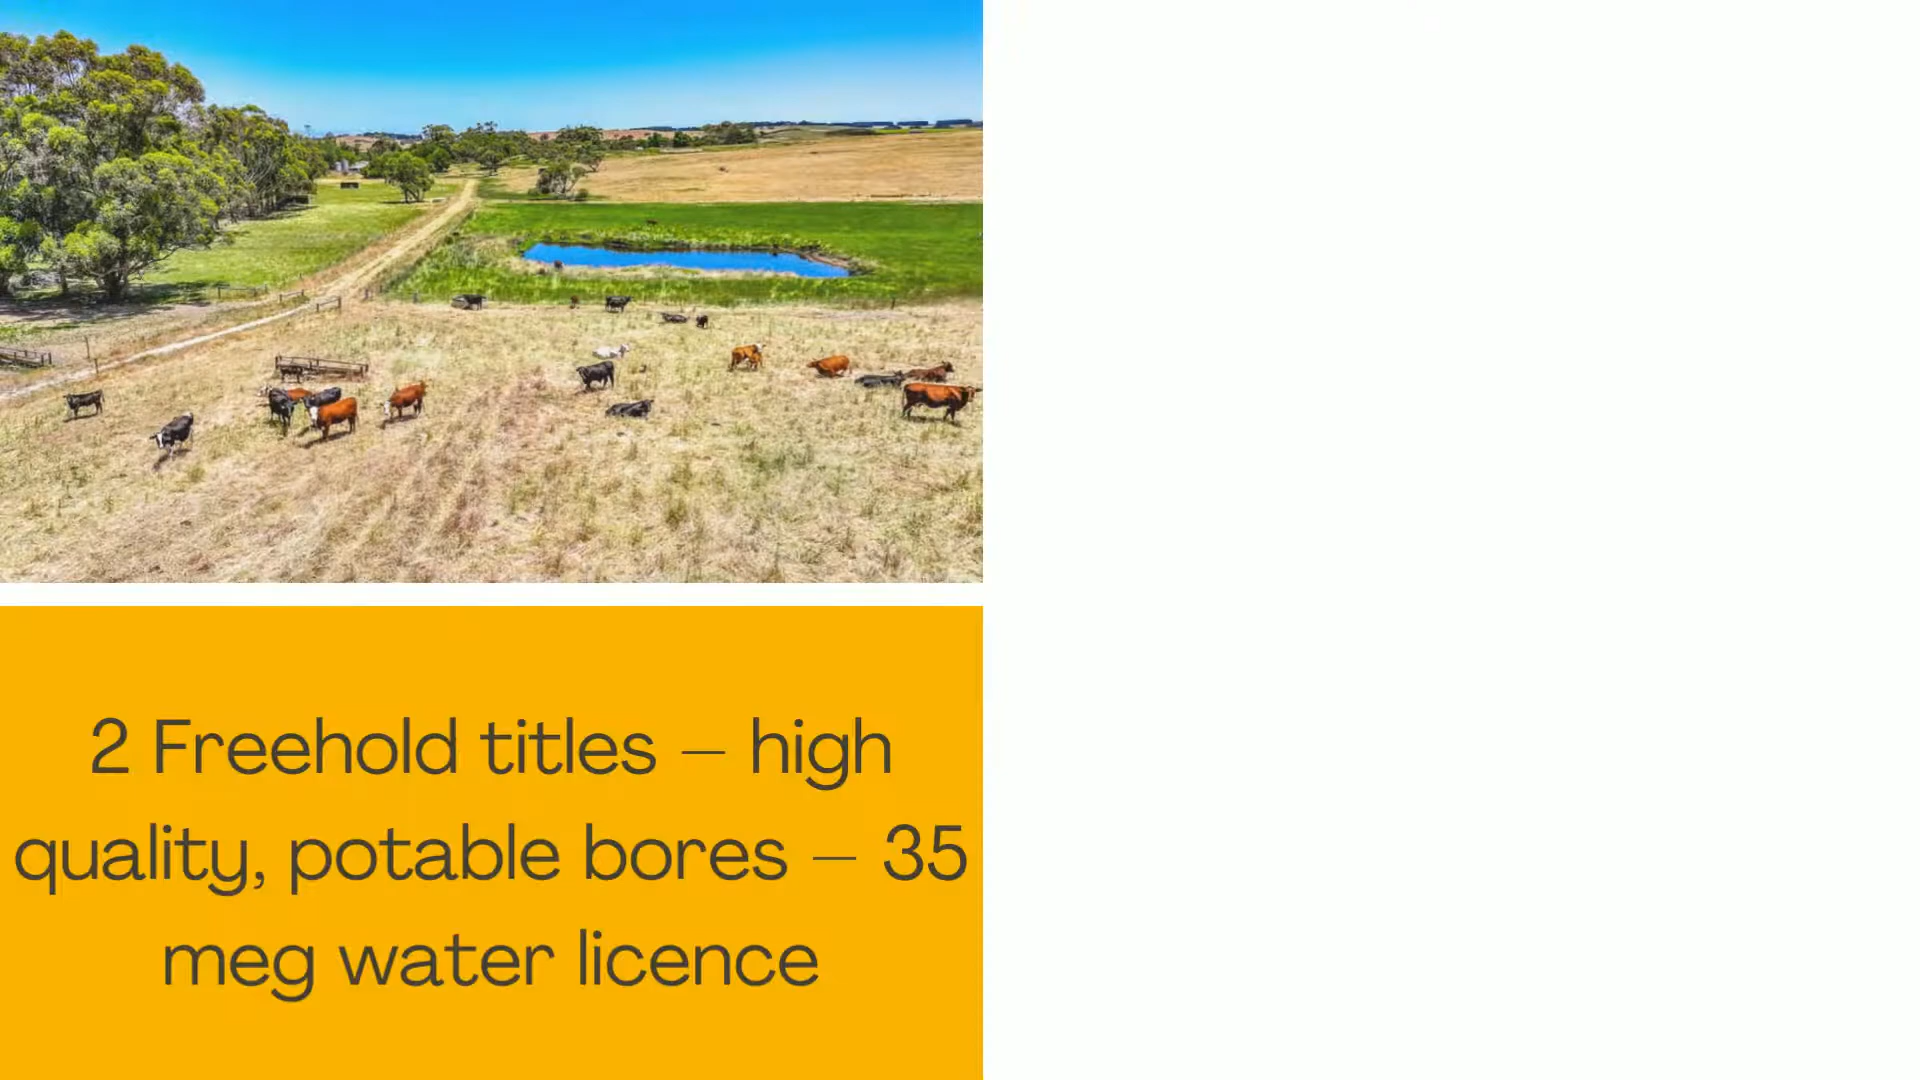 2 Freehold titles – high
quality, potable bores – 35
meg water licence